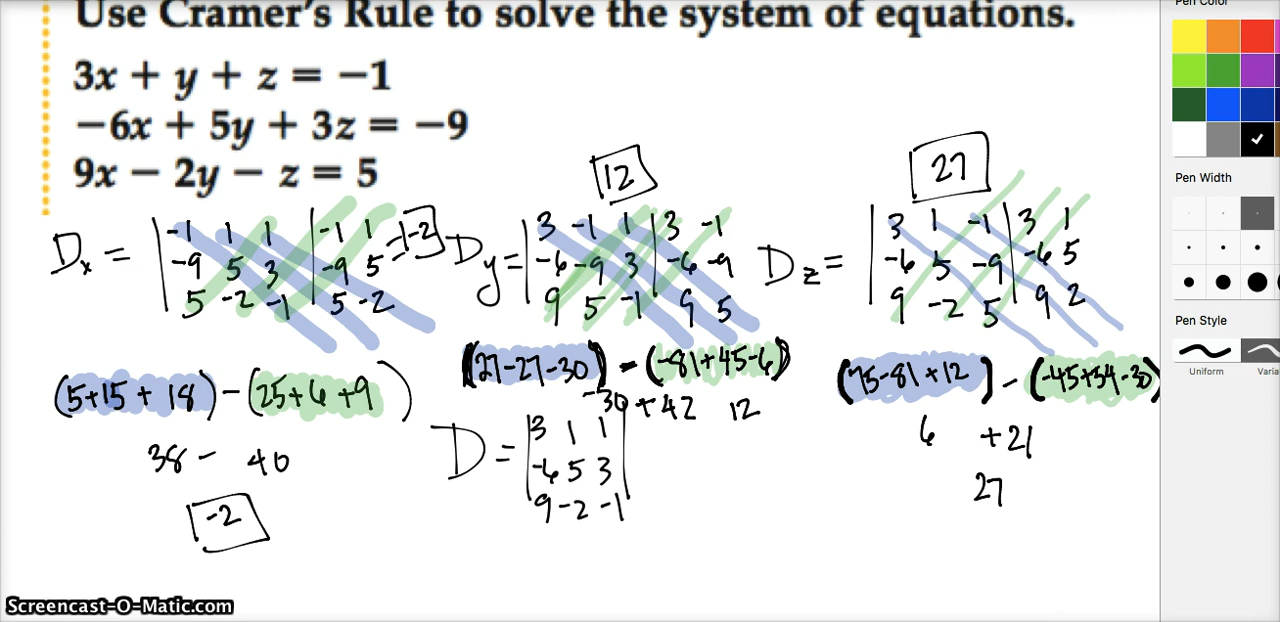 Use Cramer's Rule to solve the system of equations.
3x + y + z = −1
−6x + 5y + 3z = −9
9x − 2y − z = 5
12
27
Dx = | -1 1 1 | -1 1 = -2
-9 5 3 | -9 5
5 -2 -1 | 5 -2
Dy = | 3 -1 1 | 3 -1
-6 -9 3 | -6 -9
9 5 -1 | 9 5
Dz = | 3 1 -1 | 3 1
-6 5 -9 | -6 5
9 -2 5 | 9 2
(5+15+18) - (25+6+9)
38 - 40
-2
(27-27-30) - (-81+45-6)
-30 + 42 12
D = | 3 1 1 |
-6 5 3
9 -2 -1
(75-81+12) - (-45+54-30)
6 +21
27
Pen Color
Pen Width
Pen Style
Uniform
Screencast-O-Matic.com